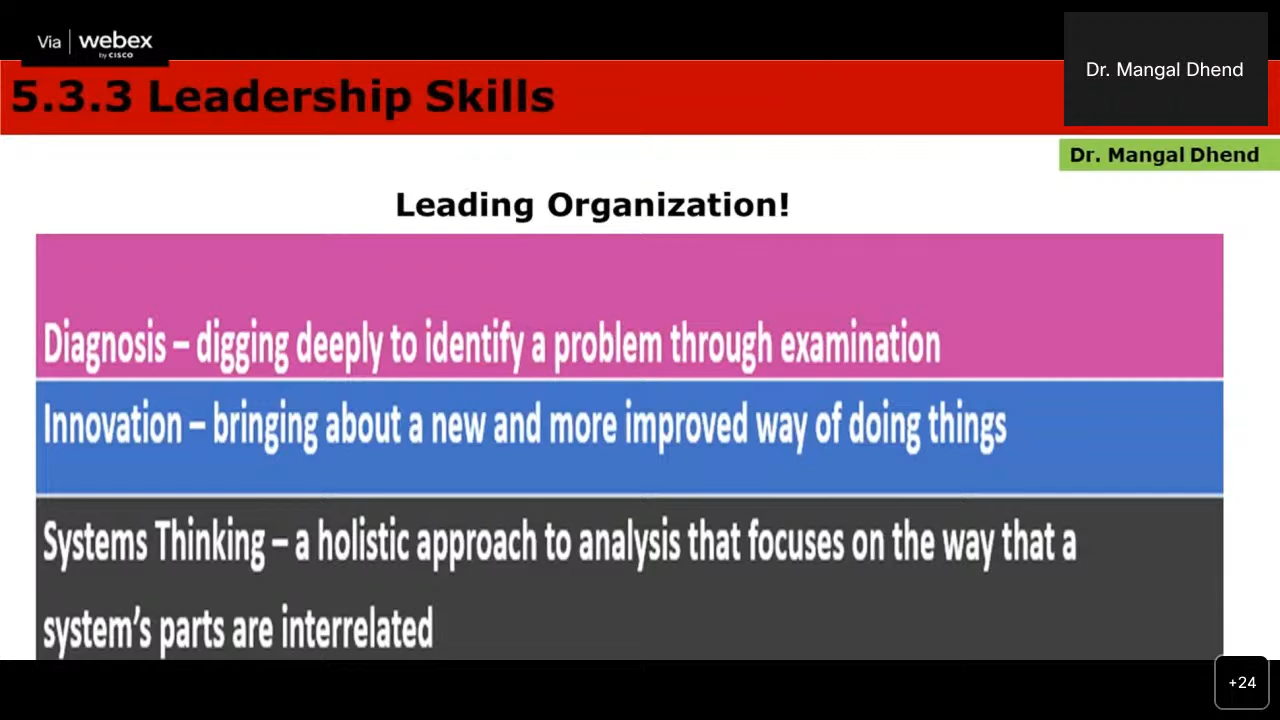 Via webex
by CISCO
Dr. Mangal Dhend
5.3.3 Leadership Skills
Dr. Mangal Dhend
Leading Organization!
Diagnosis – digging deeply to identify a problem through examination
Innovation – bringing about a new and more improved way of doing things
Systems Thinking – a holistic approach to analysis that focuses on the way that a
system's parts are interrelated
+24